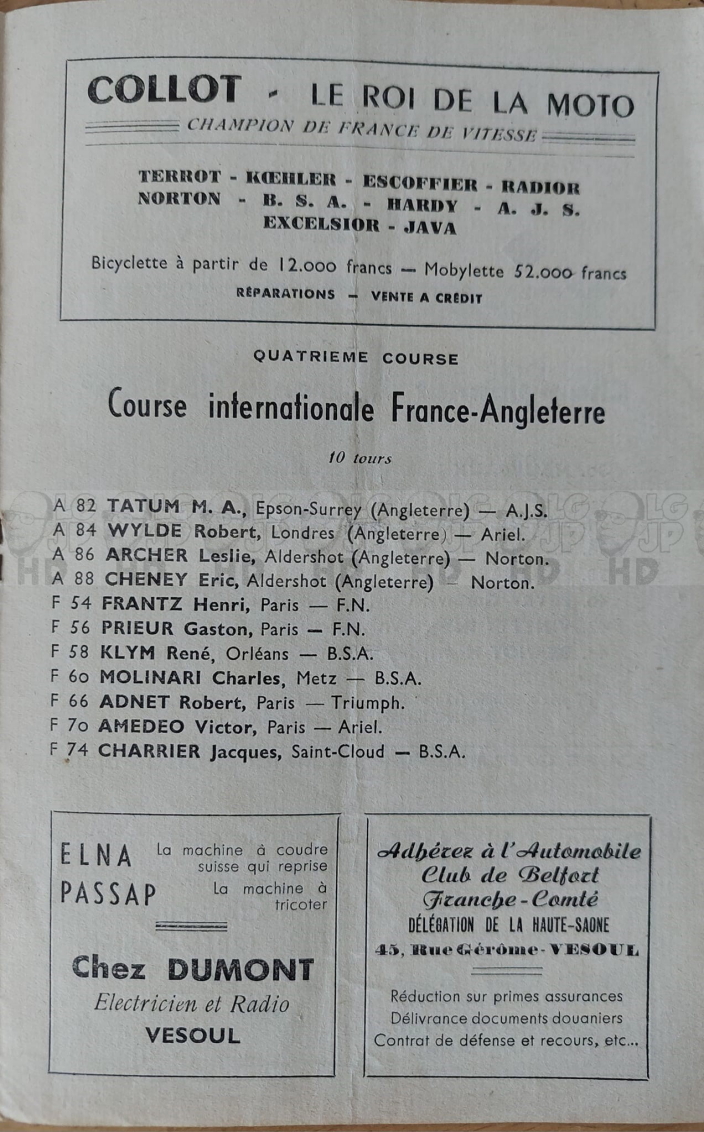 COLLOT - LE ROI DE LA MOTO
CHAMPION DE FRANCE DE VITESSE
TERROT - KŒHLER - ESCOFFIER - RADIOR
NORTON - B. S. A. - HARDY - A. J. S.
EXCELSIOR - JAVA
Bicyclette à partir de 12.000 francs — Mobylette 52.000 francs
RÉPARATIONS — VENTE A CRÉDIT
QUATRIEME COURSE
Course internationale France-Angleterre
10 tours
A 82 TATUM M. A., Epson-Surrey (Angleterre) — A.J.S.
A 84 WYLDE Robert, Londres (Angleterre) — Ariel.
A 86 ARCHER Leslie, Aldershot (Angleterre) — Norton.
A 88 CHENEY Eric, Aldershot (Angleterre) — Norton.
F 54 FRANTZ Henri, Paris — F.N.
F 56 PRIEUR Gaston, Paris — F.N.
F 58 KLYM René, Orléans — B.S.A.
F 60 MOLINARI Charles, Metz — B.S.A.
F 66 ADNET Robert, Paris — Triumph.
F 70 AMEDEO Victor, Paris — Ariel.
F 74 CHARRIER Jacques, Saint-Cloud — B.S.A.
ELNA La machine à coudre
suisse qui reprise
PASSAP La machine à
tricoter
Chez DUMONT
Electricien et Radio
VESOUL
Adhérez à l'Automobile
Club de Belfort
Franche-Comté
DÉLÉGATION DE LA HAUTE-SAONE
45, Rue Gérôme - VESOUL
Réduction sur primes assurances
Délivrance documents douaniers
Contrat de défense et recours, etc...
LGJP
HD